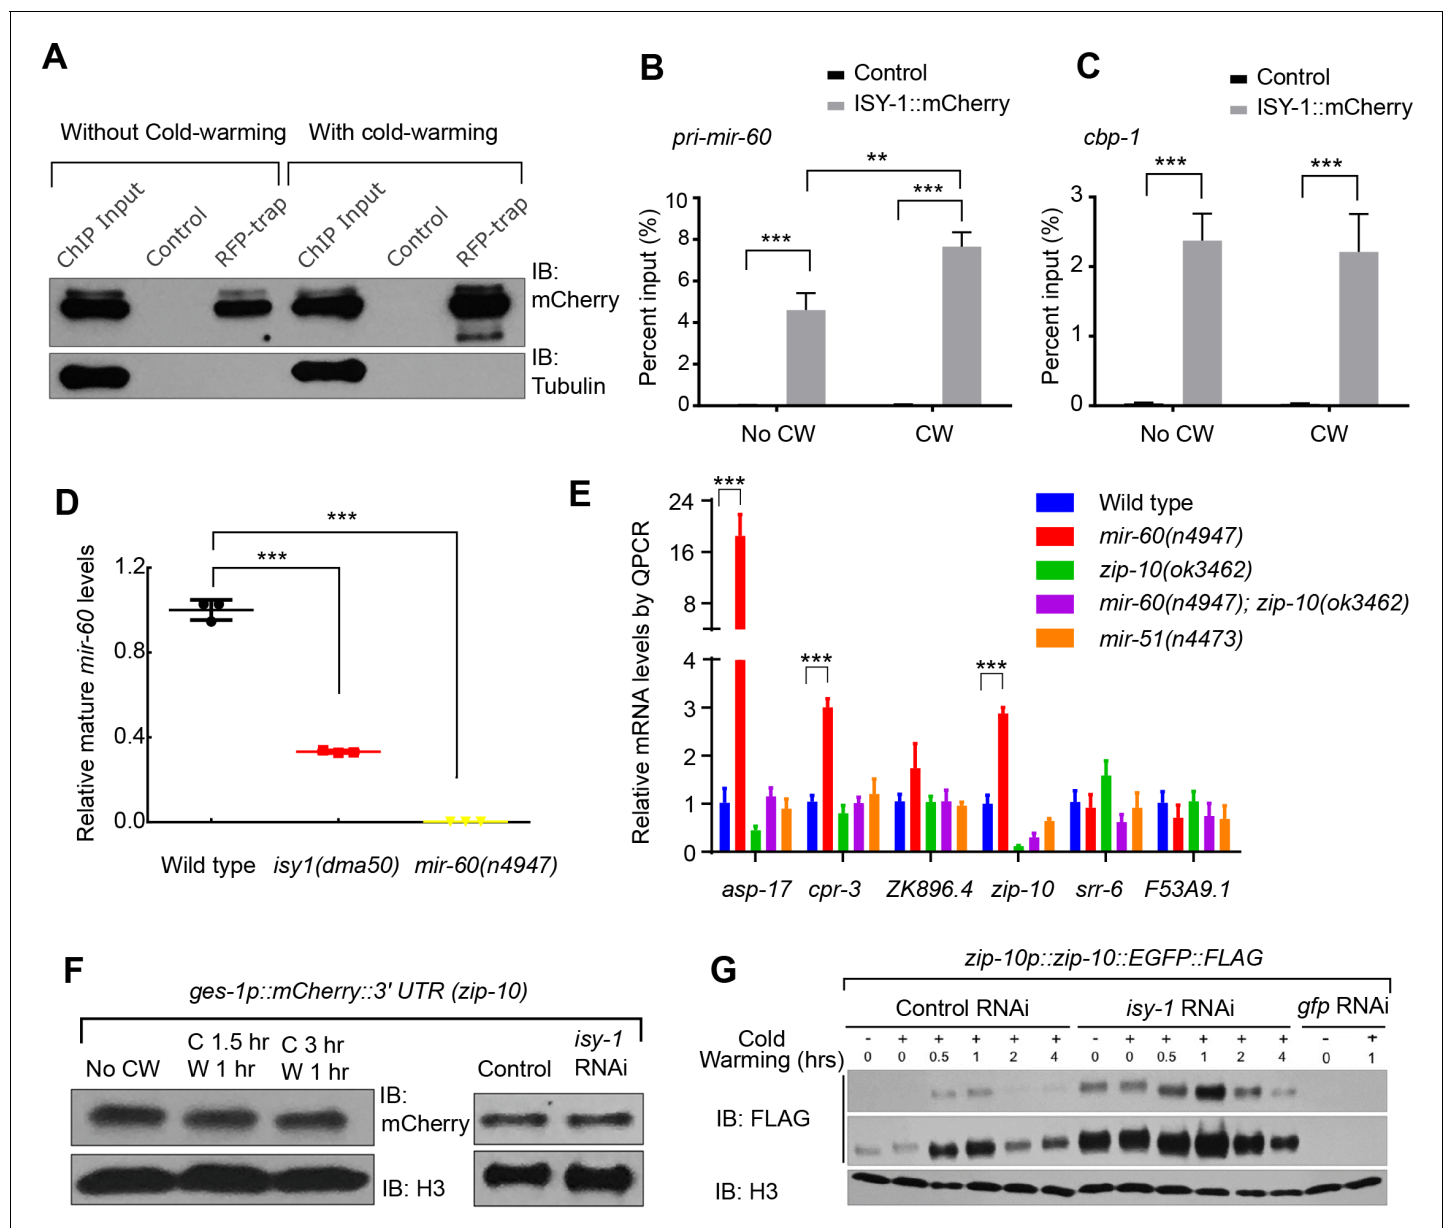 A
Without Cold-warming
With cold-warming
ChIP Input
Control
RFP-trap
ChIP Input
Control
RFP-trap
IB:
mCherry
IB:
Tubulin
B
Control
ISY-1::mCherry
pri-mir-60
**
***
***
Percent input (%)
10
8
6
4
2
0
No CW
CW
C
Control
ISY-1::mCherry
cbp-1
***
***
Percent input (%)
3
2
1
0
No CW
CW
D
***
***
Relative mature mir-60 levels
1.2
0.8
0.4
0.0
Wild type
isy1(dma50)
mir-60(n4947)
E
Relative mRNA levels by QPCR
24
16
8
4
3
2
1
0
***
***
***
asp-17
cpr-3
ZK896.4
zip-10
srr-6
F53A9.1
Wild type
mir-60(n4947)
zip-10(ok3462)
mir-60(n4947); zip-10(ok3462)
mir-51(n4473)
F
ges-1p::mCherry::3' UTR (zip-10)
No CW
C 1.5 hr
W 1 hr
C 3 hr
W 1 hr
Control
isy-1
RNAi
IB:
mCherry
IB: H3
G
zip-10p::zip-10::EGFP::FLAG
Control RNAi
isy-1 RNAi
gfp RNAi
Cold - + + + + + - + + + + + - +
Warming (hrs) 0 0 0.5 1 2 4 0 0 0.5 1 2 4 0 1
IB: FLAG
IB: H3